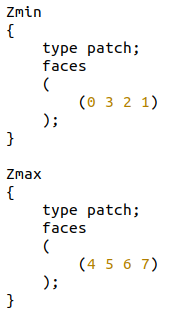 Zmin
{
    type patch;
    faces
    (
        (0 3 2 1)
    );
}

Zmax
{
    type patch;
    faces
    (
        (4 5 6 7)
    );
}